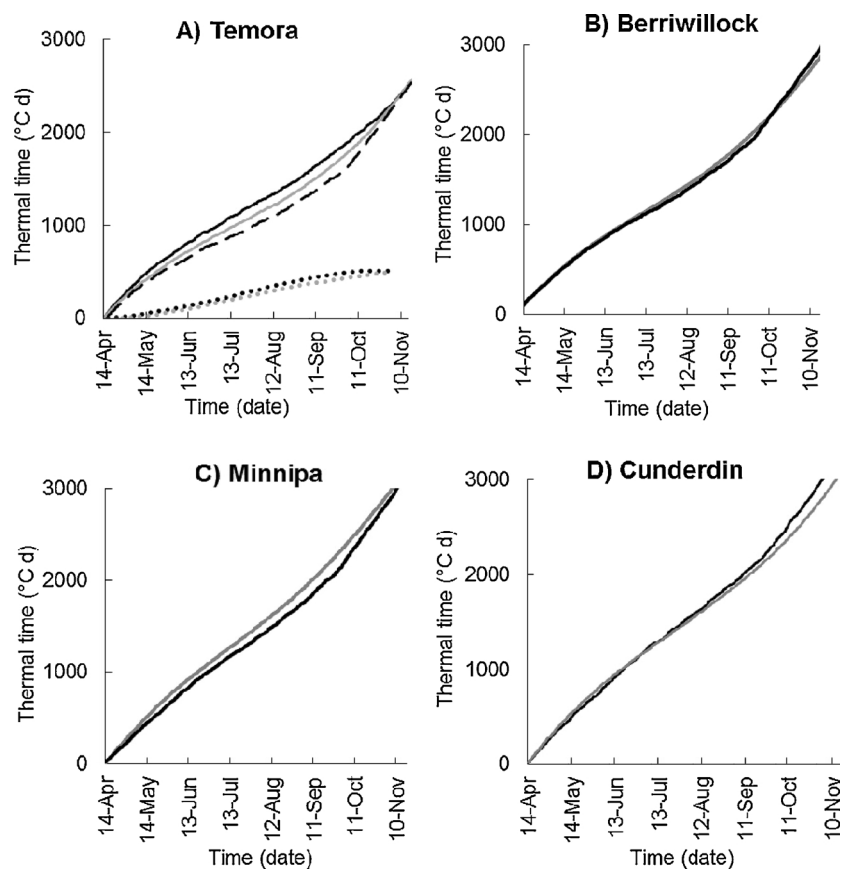 A) Temora
Thermal time (°C d)
3000
2000
1000
0
14-Apr
14-May
13-Jun
13-Jul
12-Aug
11-Sep
11-Oct
10-Nov
Time (date)
B) Berriwillock
Thermal time (°C d)
3000
2000
1000
0
14-Apr
14-May
13-Jun
13-Jul
12-Aug
11-Sep
11-Oct
10-Nov
Time (date)
C) Minnipa
Thermal time (°C d)
3000
2000
1000
0
14-Apr
14-May
13-Jun
13-Jul
12-Aug
11-Sep
11-Oct
10-Nov
Time (date)
D) Cunderdin
Thermal time (°C d)
3000
2000
1000
0
14-Apr
14-May
13-Jun
13-Jul
12-Aug
11-Sep
11-Oct
10-Nov
Time (date)